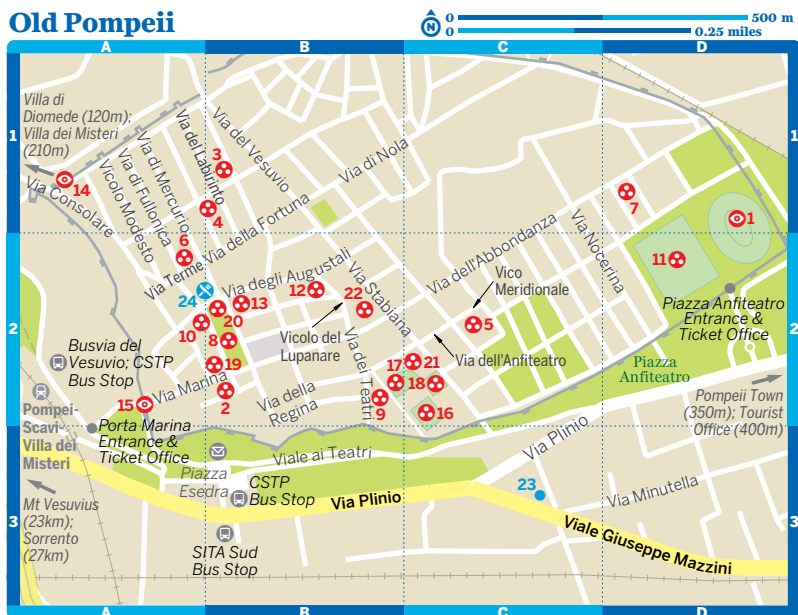 Old Pompeii
N
0
500 m
0
0.25 miles
A
B
C
D
1
1
Villa di
Diomede (120m);
Villa dei Misteri
(210m)
14
Via Consolare
Vicolo Modesto
Via di Fullonica
Via di Mercurio
Via del Labirinto
Via del Vesuvio
3
4
6
Via Terme
Via della Fortuna
Via di Nola
7
1
11
Via dell'Abbondanza
Via Nocerina
Vico
Meridionale
Piazza Anfiteatro
Entrance &
Ticket Office
2
2
24
Via degli Augustali
13
12
22
Via Stabiana
20
10
8
19
2
Vicolo del
Lupanare
Via dei Teatri
5
Via dell'Anfiteatro
17
21
18
9
16
Busvia del
Vesuvio; CSTP
Bus Stop
Via Marina
15
Via della
Regina
Piazza
Anfiteatro
Pompeii Town
(350m); Tourist
Office (400m)
Pompei-
Scavi-
Villa dei
Misteri
Porta Marina
Entrance &
Ticket Office
Viale ai Teatri
Via Plinio
Piazza
Esedra
CSTP
Bus Stop
Via Plinio
23
Via Minutella
3
3
Mt Vesuvius
(23km);
Sorrento
(27km)
SITA Sud
Bus Stop
Viale Giuseppe Mazzini
A
B
C
D